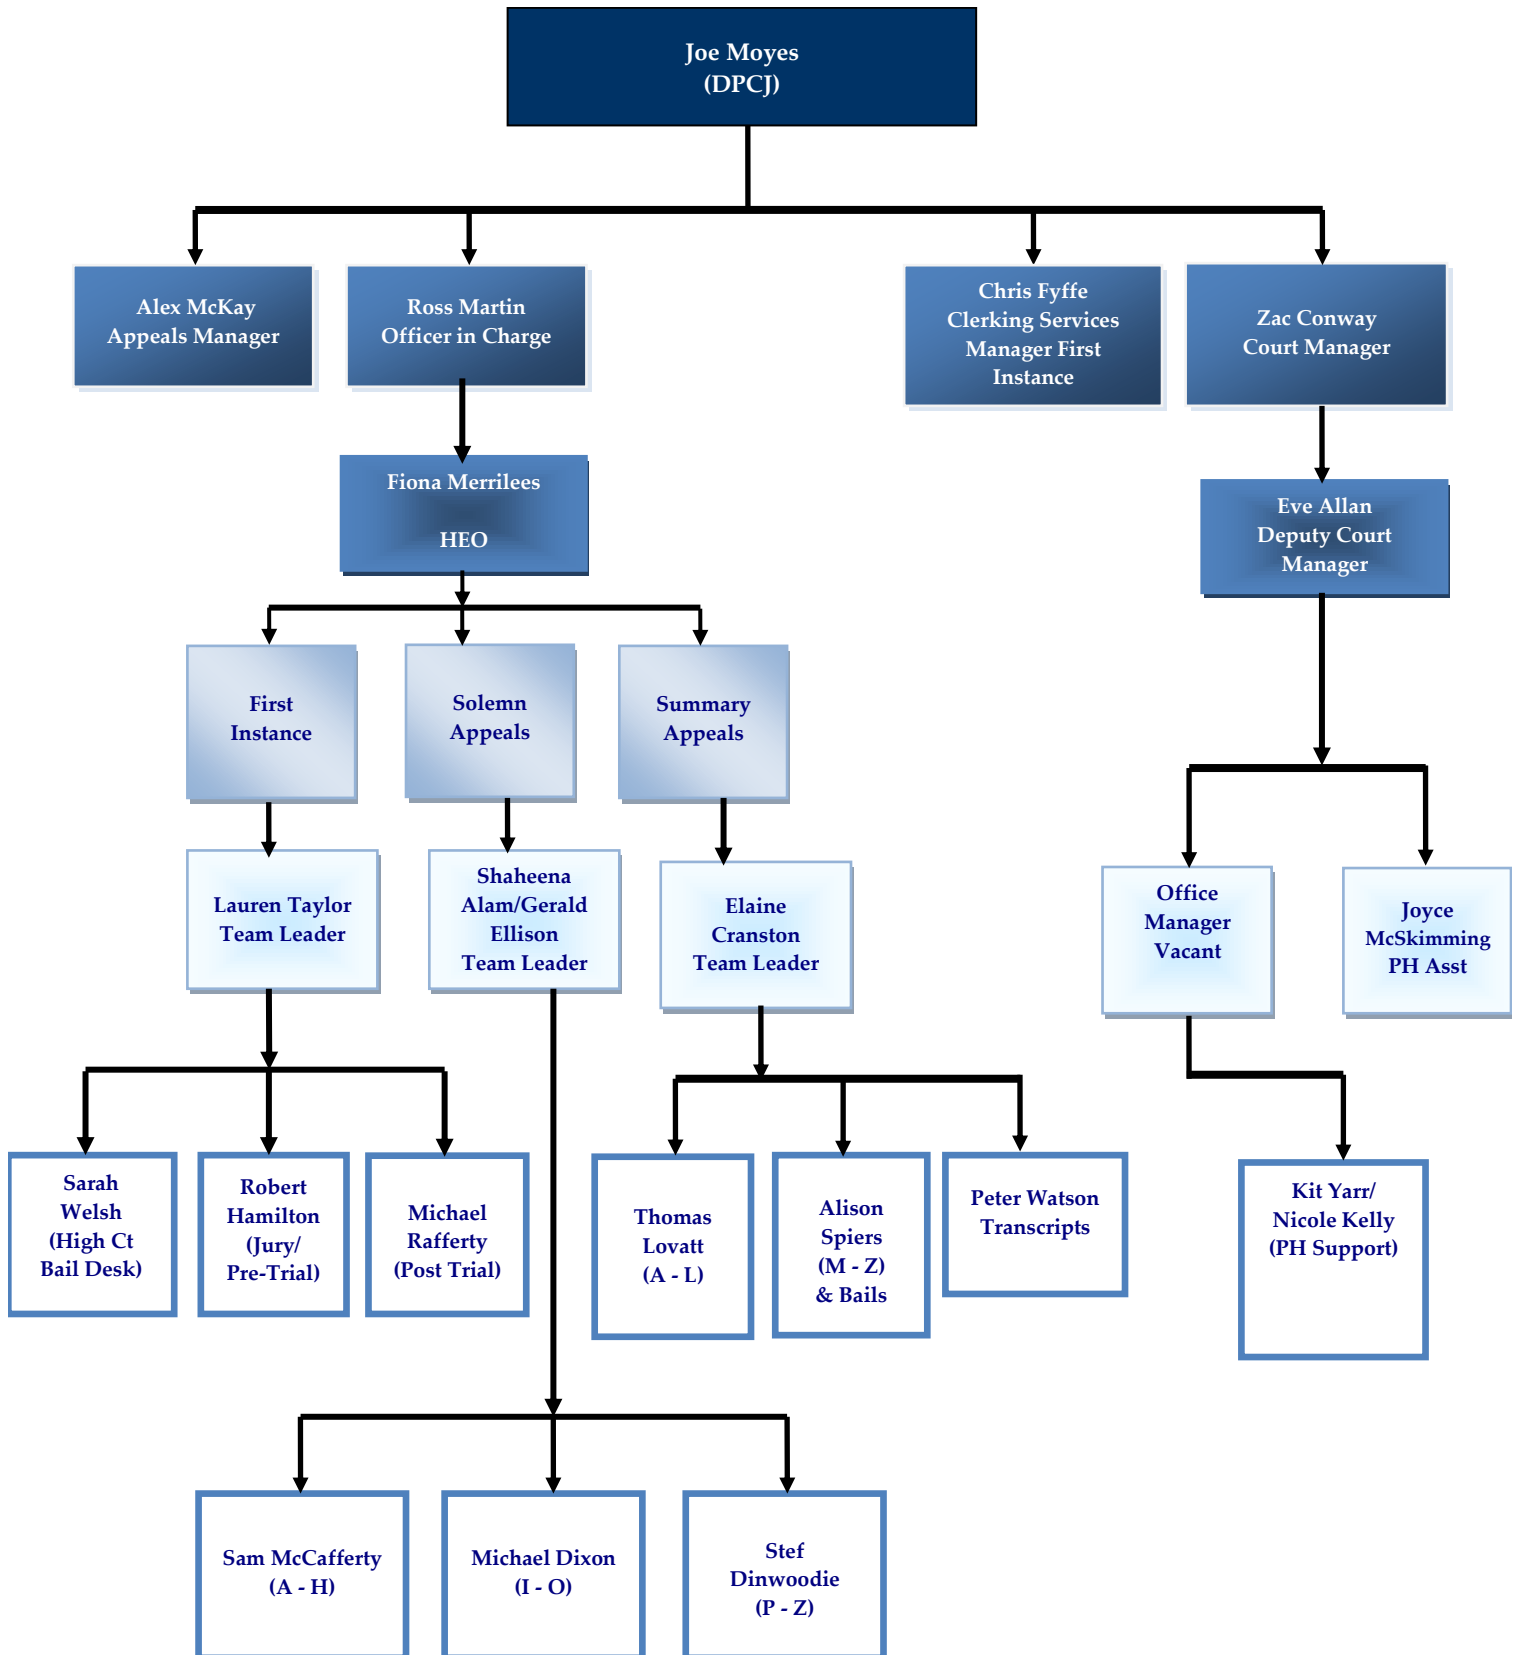 Joe Moyes
(DPCJ)
Alex McKay
Appeals Manager
Ross Martin
Officer in Charge
Chris Fyffe
Clerking Services
Manager First
Instance
Zac Conway
Court Manager
Fiona Merrilees
HEO
Eve Allan
Deputy Court
Manager
First
Instance
Solemn
Appeals
Summary
Appeals
Lauren Taylor
Team Leader
Shaheena
Alam/Gerald
Ellison
Team Leader
Elaine
Cranston
Team Leader
Office
Manager
Vacant
Joyce
McSkimming
PH Asst
Sarah
Welsh
(High Ct
Bail Desk)
Robert
Hamilton
(Jury/
Pre-Trial)
Michael
Rafferty
(Post Trial)
Thomas
Lovatt
(A - L)
Alison
Spiers
(M - Z)
& Bails
Peter Watson
Transcripts
Kit Yarr/
Nicole Kelly
(PH Support)
Sam McCafferty
(A - H)
Michael Dixon
(I - O)
Stef
Dinwoodie
(P - Z)